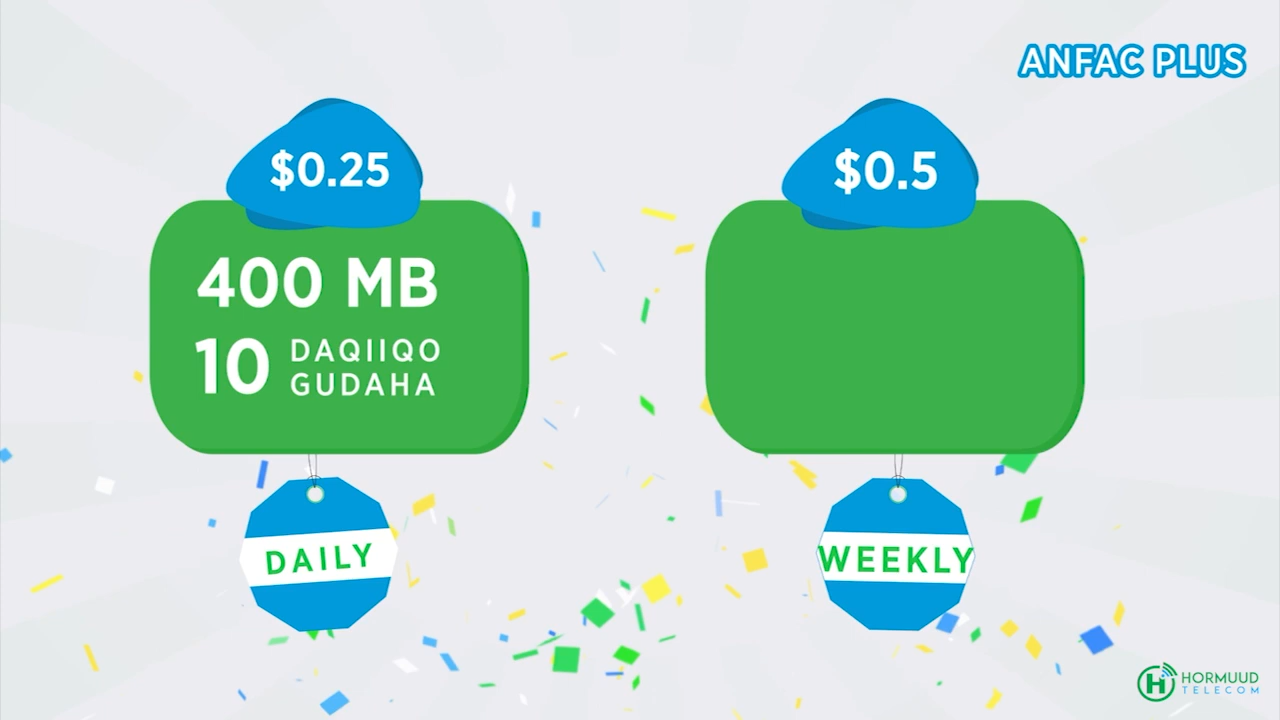 ANFAC PLUS
$0.25
400 MB
10 DAQIIQO
GUDAHA
DAILY
$0.5
WEEKLY
HORMUUD
TELECOM